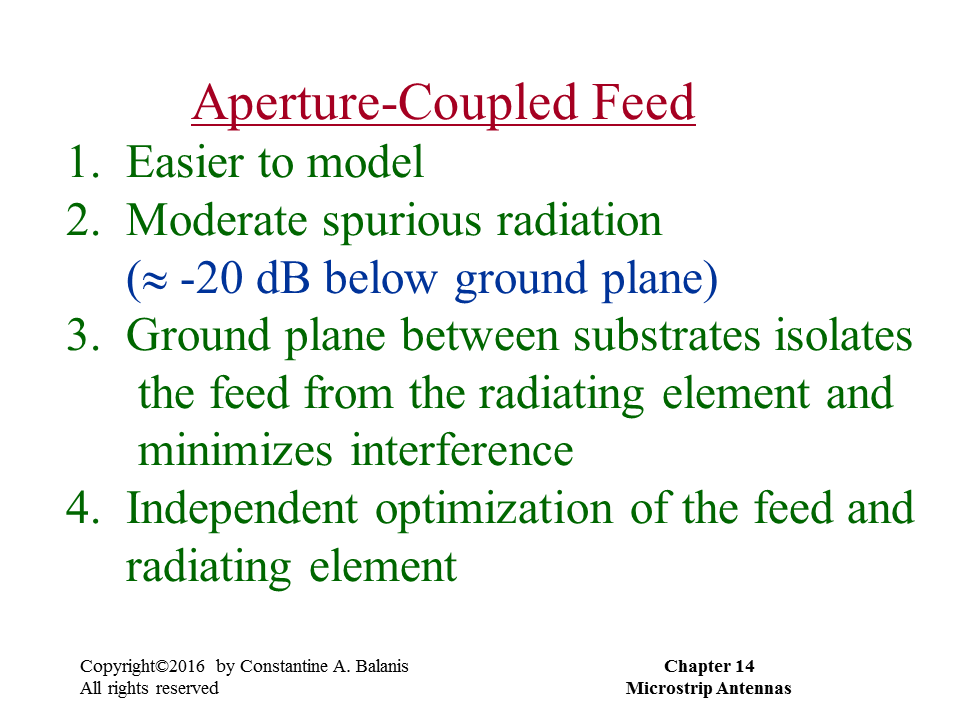 Aperture-Coupled Feed
1. Easier to model
2. Moderate spurious radiation
(≈ -20 dB below ground plane)
3. Ground plane between substrates isolates
the feed from the radiating element and
minimizes interference
4. Independent optimization of the feed and
radiating element
Copyright©2016 by Constantine A. Balanis
All rights reserved
Chapter 14
Microstrip Antennas